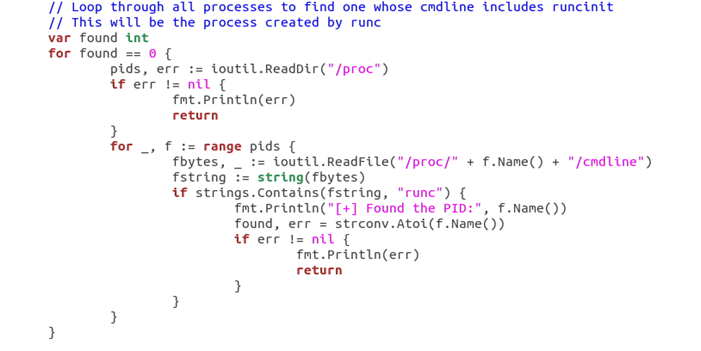 // Loop through all processes to find one whose cmdline includes runcinit
// This will be the process created by runc
var found int
for found == 0 {
pids, err := ioutil.ReadDir("/proc")
if err != nil {
fmt.Println(err)
return
}
for _, f := range pids {
fbytes, _ := ioutil.ReadFile("/proc/" + f.Name() + "/cmdline")
fstring := string(fbytes)
if strings.Contains(fstring, "runc") {
fmt.Println("[+] Found the PID:", f.Name())
found, err = strconv.Atoi(f.Name())
if err != nil {
fmt.Println(err)
return
}
}
}
}